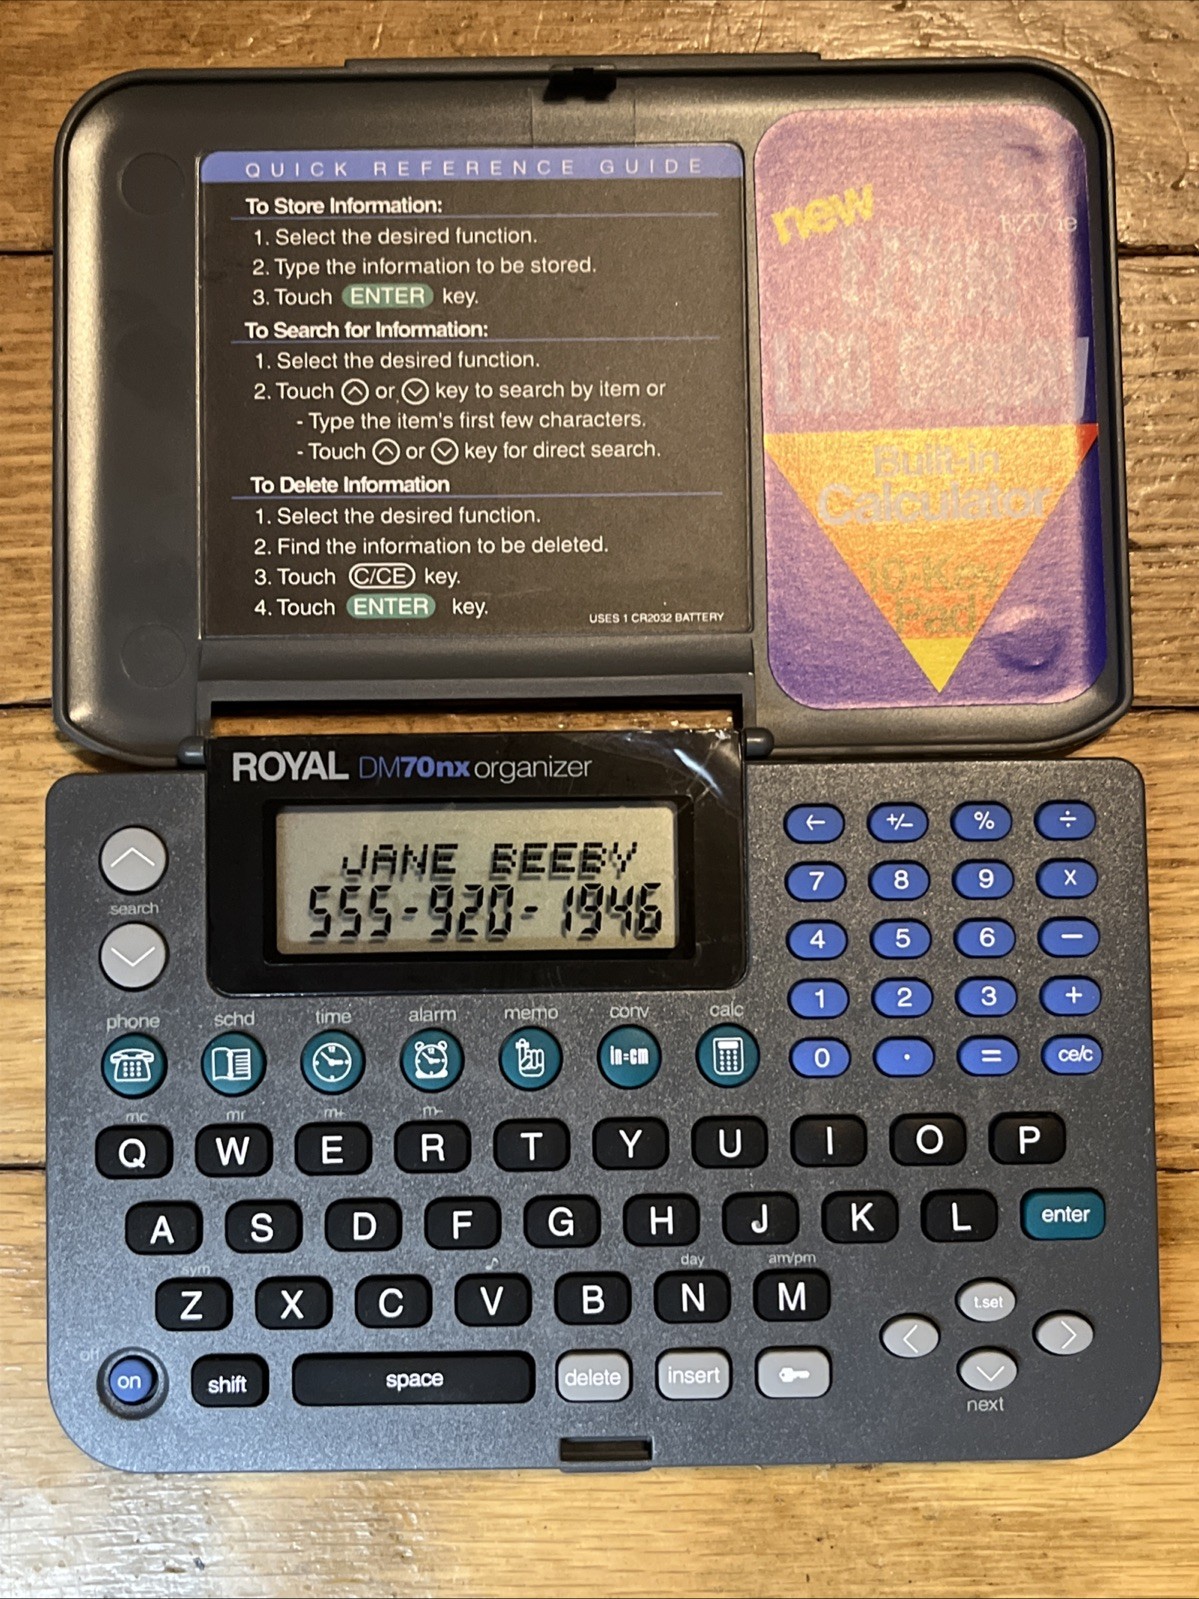 QUICK REFERENCE GUIDE
To Store Information:
1. Select the desired function.
2. Type the information to be stored.
3. Touch ENTER key.
To Search for Information:
1. Select the desired function.
2. Touch or key to search by item or
- Type the item's first few characters.
- Touch or key for direct search.
To Delete Information
1. Select the desired function.
2. Find the information to be deleted.
3. Touch C/CE key.
4. Touch ENTER key.
USES 1 CR2032 BATTERY
new
Built-in
Calculator
10-Key
Pad
ROYAL DM70nx organizer
JANE BEEBY
555-920-1946
search
← +/− % ÷
7 8 9 x
4 5 6 −
1 2 3 +
0 . = ce/c
phone schd time alarm memo conv calc
in=cm
mc mr m+ m-
Q W E R T Y U I O P
A S D F G H J K L enter
sym ♪ day am/pm
Z X C V B N M
t.set
off
on shift space delete insert
next